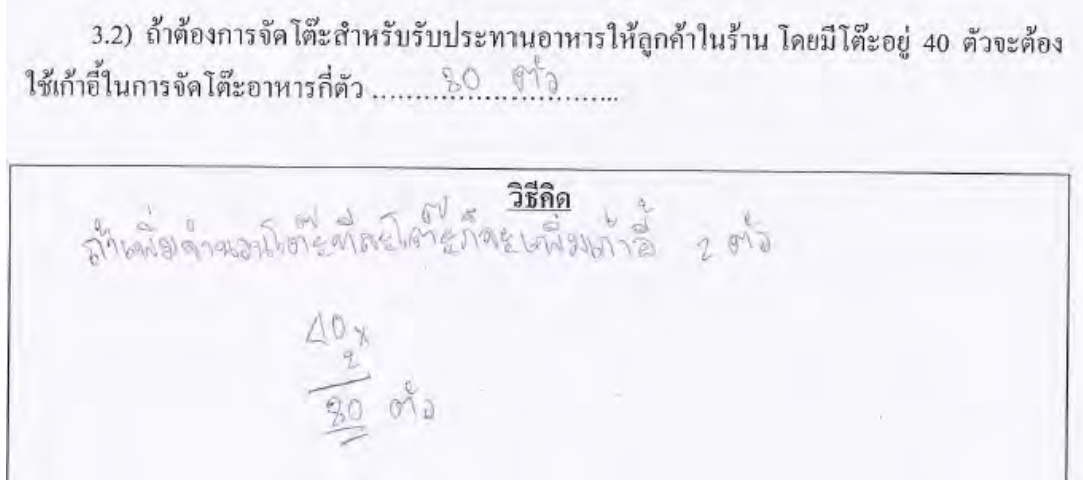 3.2) ถ้าต้องการจัดโต๊ะสำหรับรับประทานอาหารให้ลูกค้าในร้าน โดยมีโต๊ะอยู่ 40 ตัวจะต้อง
ใช้เก้าอี้ในการจัดโต๊ะอาหารกี่ตัว ......80 ตัว......
วิธีคิด
ถ้าเพิ่มจำนวนโต๊ะทีละโต๊ะก็จะเพิ่มเก้าอี้ 2 ตัว
40 x
2
80 ตัว